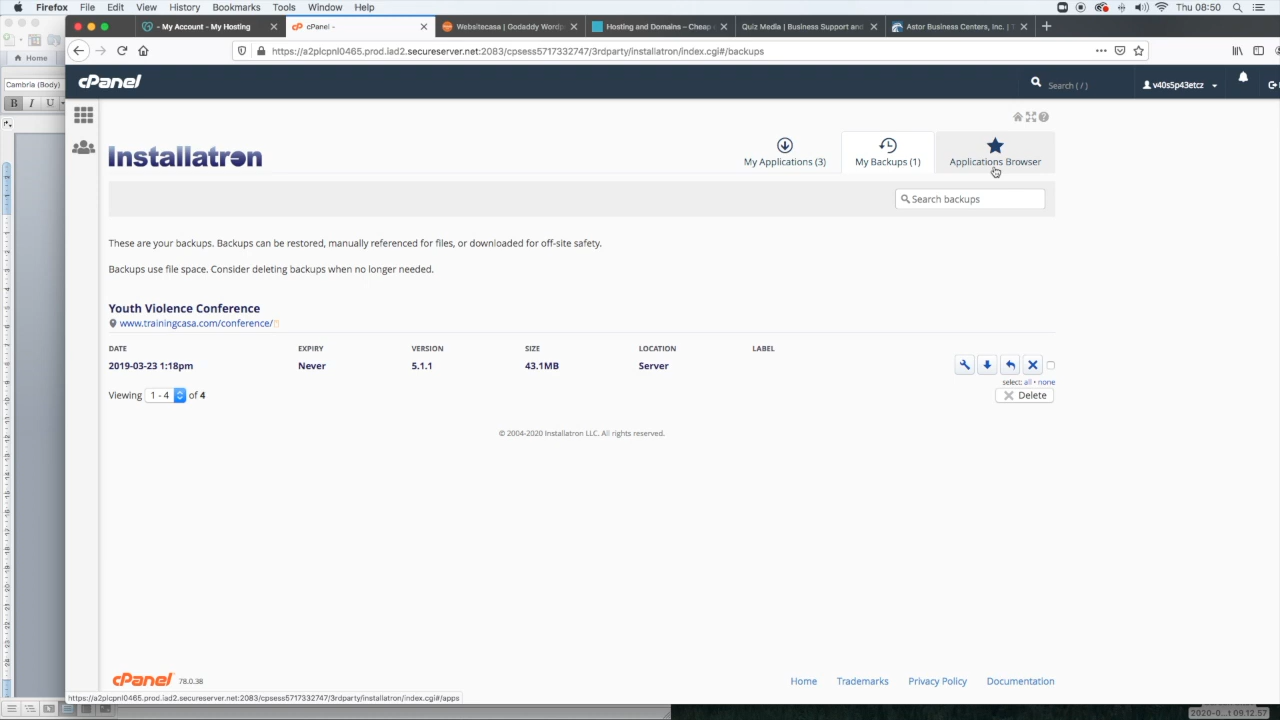 Firefox File Edit View History Bookmarks Tools Window Help Thu 08:50
- My Account - My Hosting cPanel - Websitecasa | Godaddy Wordp Hosting and Domains – Cheap Quiz Media | Business Support and Astor Business Centers, Inc. | T
Home
https://a2plcpnl0465.prod.iad2.secureserver.net:2083/cpsess5717332747/3rdparty/installatron/index.cgi#/backups
Cambria (Body)
B I U
cPanel Search ( / ) v40s5p43etcz
Installatron
My Applications (3) My Backups (1) Applications Browser
Search backups
These are your backups. Backups can be restored, manually referenced for files, or downloaded for off-site safety.
Backups use file space. Consider deleting backups when no longer needed.
Youth Violence Conference
www.trainingcasa.com/conference/
DATE EXPIRY VERSION SIZE LOCATION LABEL
2019-03-23 1:18pm Never 5.1.1 43.1MB Server
select: all • none
Viewing 1 - 4 of 4 Delete
© 2004-2020 Installatron LLC. All rights reserved.
cPanel 78.0.38 Home Trademarks Privacy Policy Documentation
https://a2plcpnl0465.prod.iad2.secureserver.net:2083/cpsess5717332747/3rdparty/installatron/index.cgi#/apps
2020-0...t 09.12.57